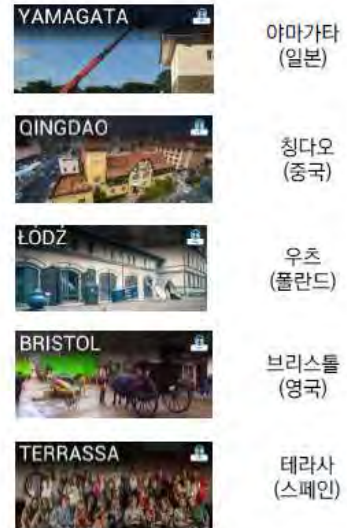 YAMAGATA
야마가타
(일본)
QINGDAO
칭다오
(중국)
ŁÓDŹ
우츠
(폴란드)
BRISTOL
브리스톨
(영국)
TERRASSA
테라사
(스페인)